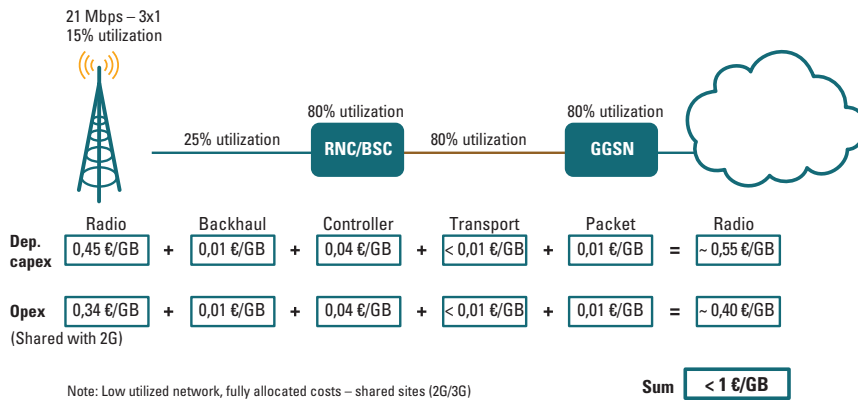 21 Mbps – 3x1
15% utilization
80% utilization
80% utilization
25% utilization
80% utilization
RNC/BSC
GGSN
Radio
Backhaul
Controller
Transport
Packet
Radio
Dep.
capex
0,45 €/GB + 0,01 €/GB + 0,04 €/GB + < 0,01 €/GB + 0,01 €/GB = ~ 0,55 €/GB
Opex 0,34 €/GB + 0,01 €/GB + 0,04 €/GB + < 0,01 €/GB + 0,01 €/GB = ~ 0,40 €/GB
(Shared with 2G)
Note: Low utilized network, fully allocated costs – shared sites (2G/3G)
Sum < 1 €/GB